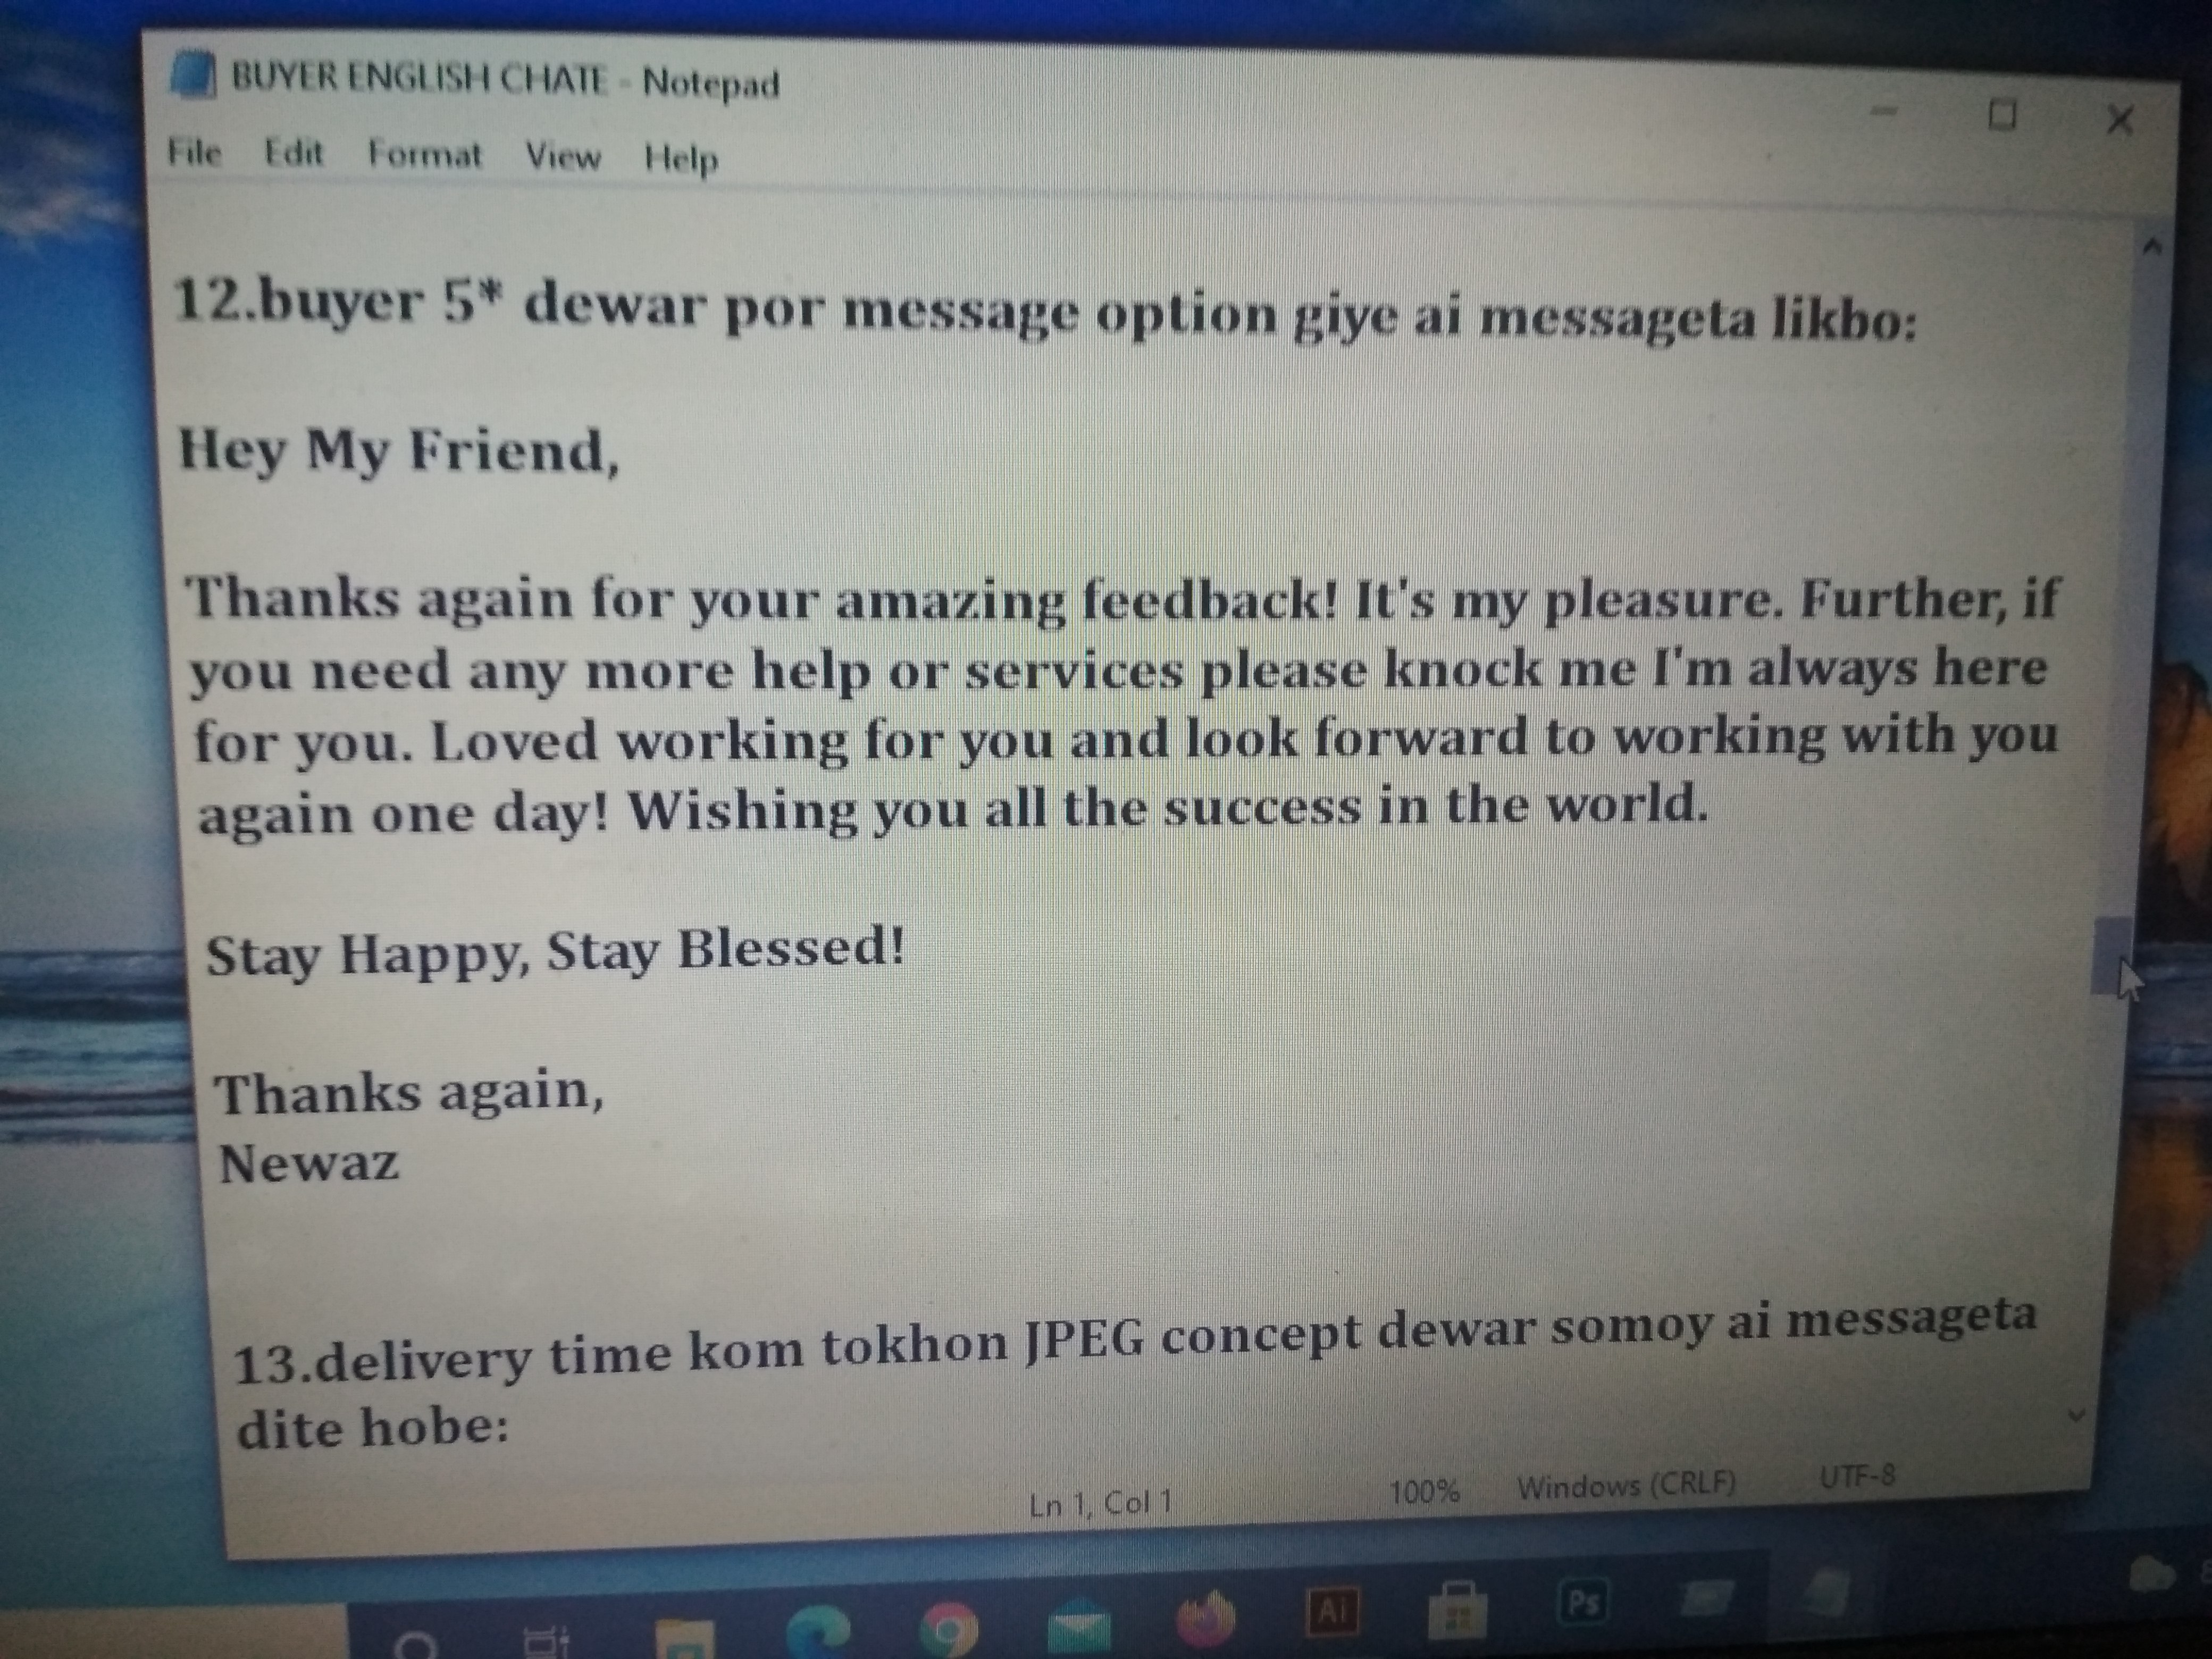 BUYER ENGLISH CHATE - Notepad
File Edit Format View Help
12.buyer 5* dewar por message option giye ai messageta likbo:
Hey My Friend,
Thanks again for your amazing feedback! It's my pleasure. Further, if
you need any more help or services please knock me I'm always here
for you. Loved working for you and look forward to working with you
again one day! Wishing you all the success in the world.
Stay Happy, Stay Blessed!
Thanks again,
Newaz
13.delivery time kom tokhon JPEG concept dewar somoy ai messageta
dite hobe:
Ln 1, Col 1 100% Windows (CRLF) UTF-8
Ai Ps